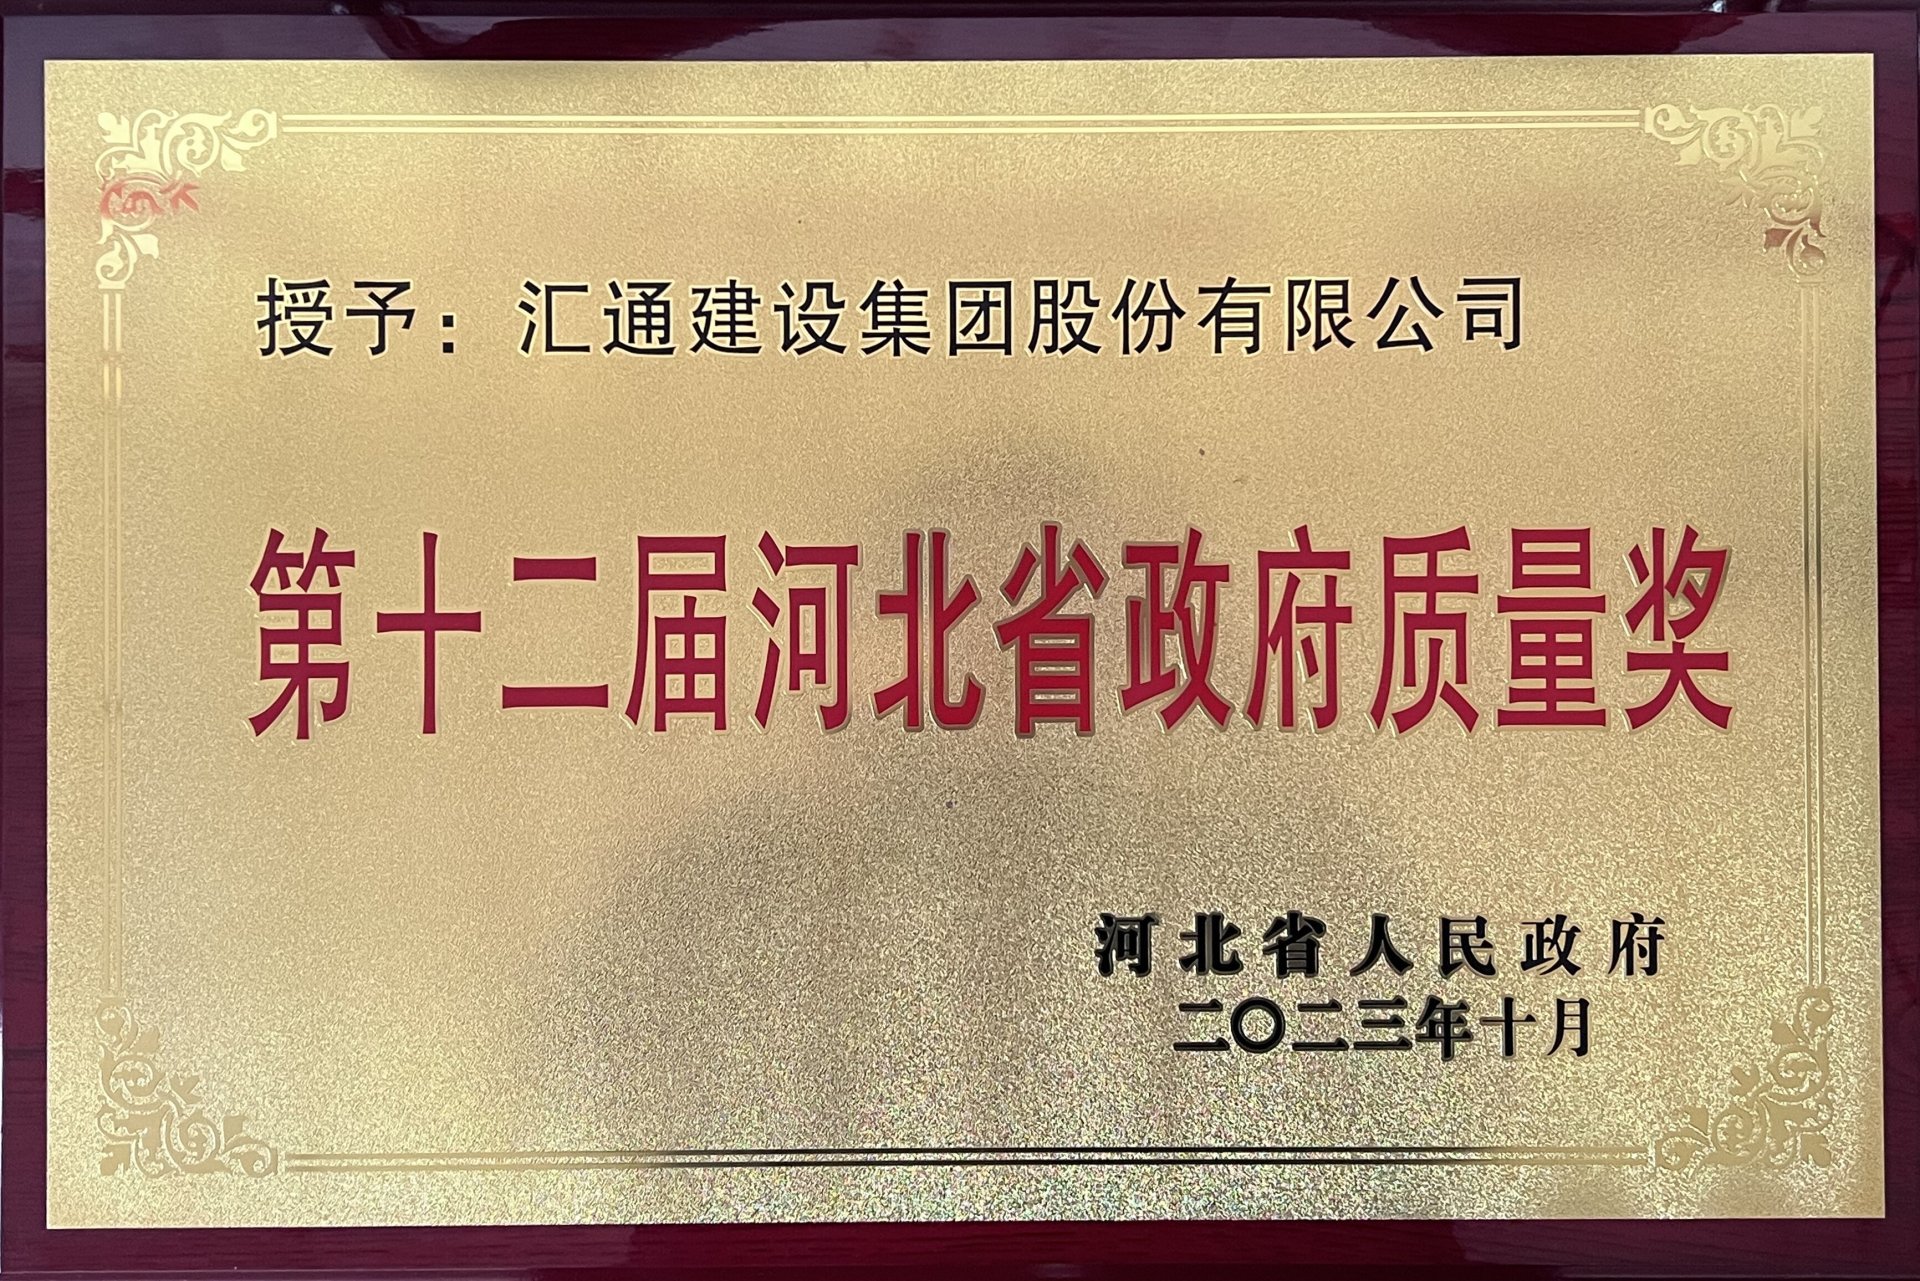 授予：汇通建设集团股份有限公司
第十二届河北省政府质量奖
河北省人民政府
二〇二三年十月